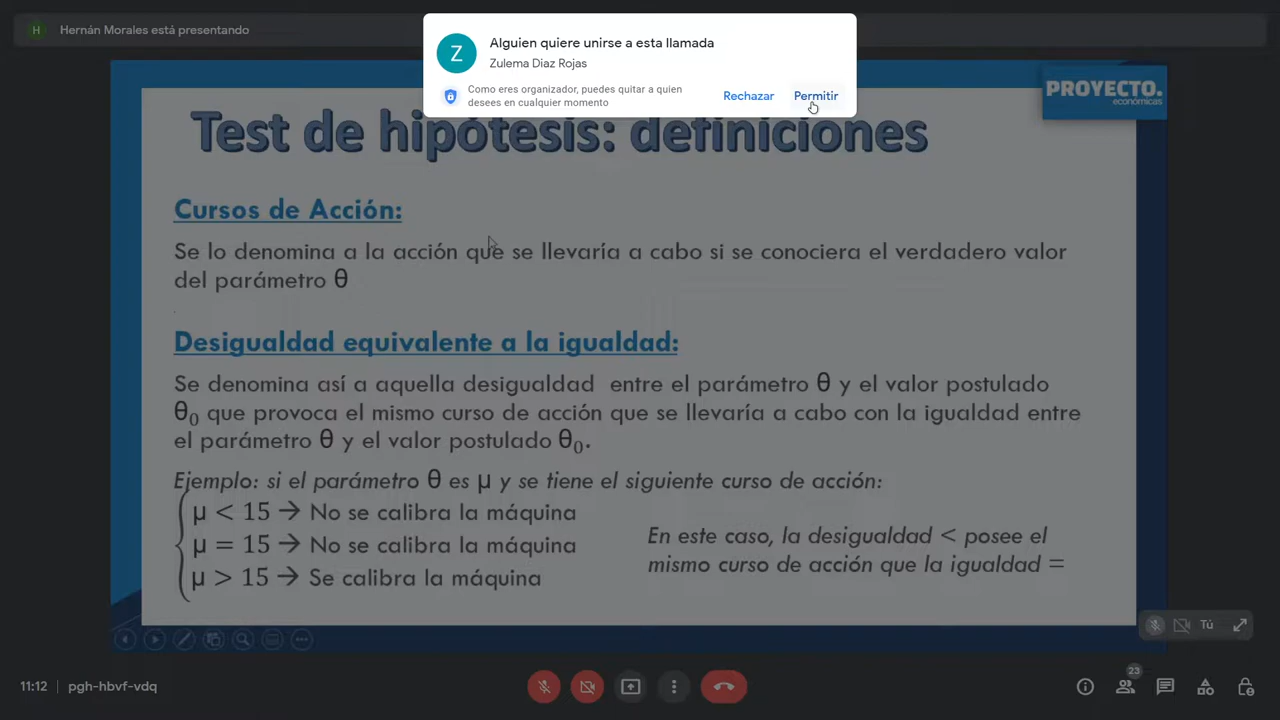 H Hernán Morales está presentando
Z
Alguien quiere unirse a esta llamada
Zulema Diaz Rojas
Como eres organizador, puedes quitar a quien
desees en cualquier momento
Rechazar Permitir
PROYECTO.
económicas
Test de hipótesis: definiciones
Cursos de Acción:
Se lo denomina a la acción que se llevaría a cabo si se conociera el verdadero valor
del parámetro θ
Desigualdad equivalente a la igualdad:
Se denomina así a aquella desigualdad entre el parámetro θ y el valor postulado
θ₀ que provoca el mismo curso de acción que se llevaría a cabo con la igualdad entre
el parámetro θ y el valor postulado θ₀.
Ejemplo: si el parámetro θ es μ y se tiene el siguiente curso de acción:
μ < 15 → No se calibra la máquina
μ = 15 → No se calibra la máquina
μ > 15 → Se calibra la máquina
En este caso, la desigualdad < posee el
mismo curso de acción que la igualdad =
Tú
11:12 pgh-hbvf-vdq
23